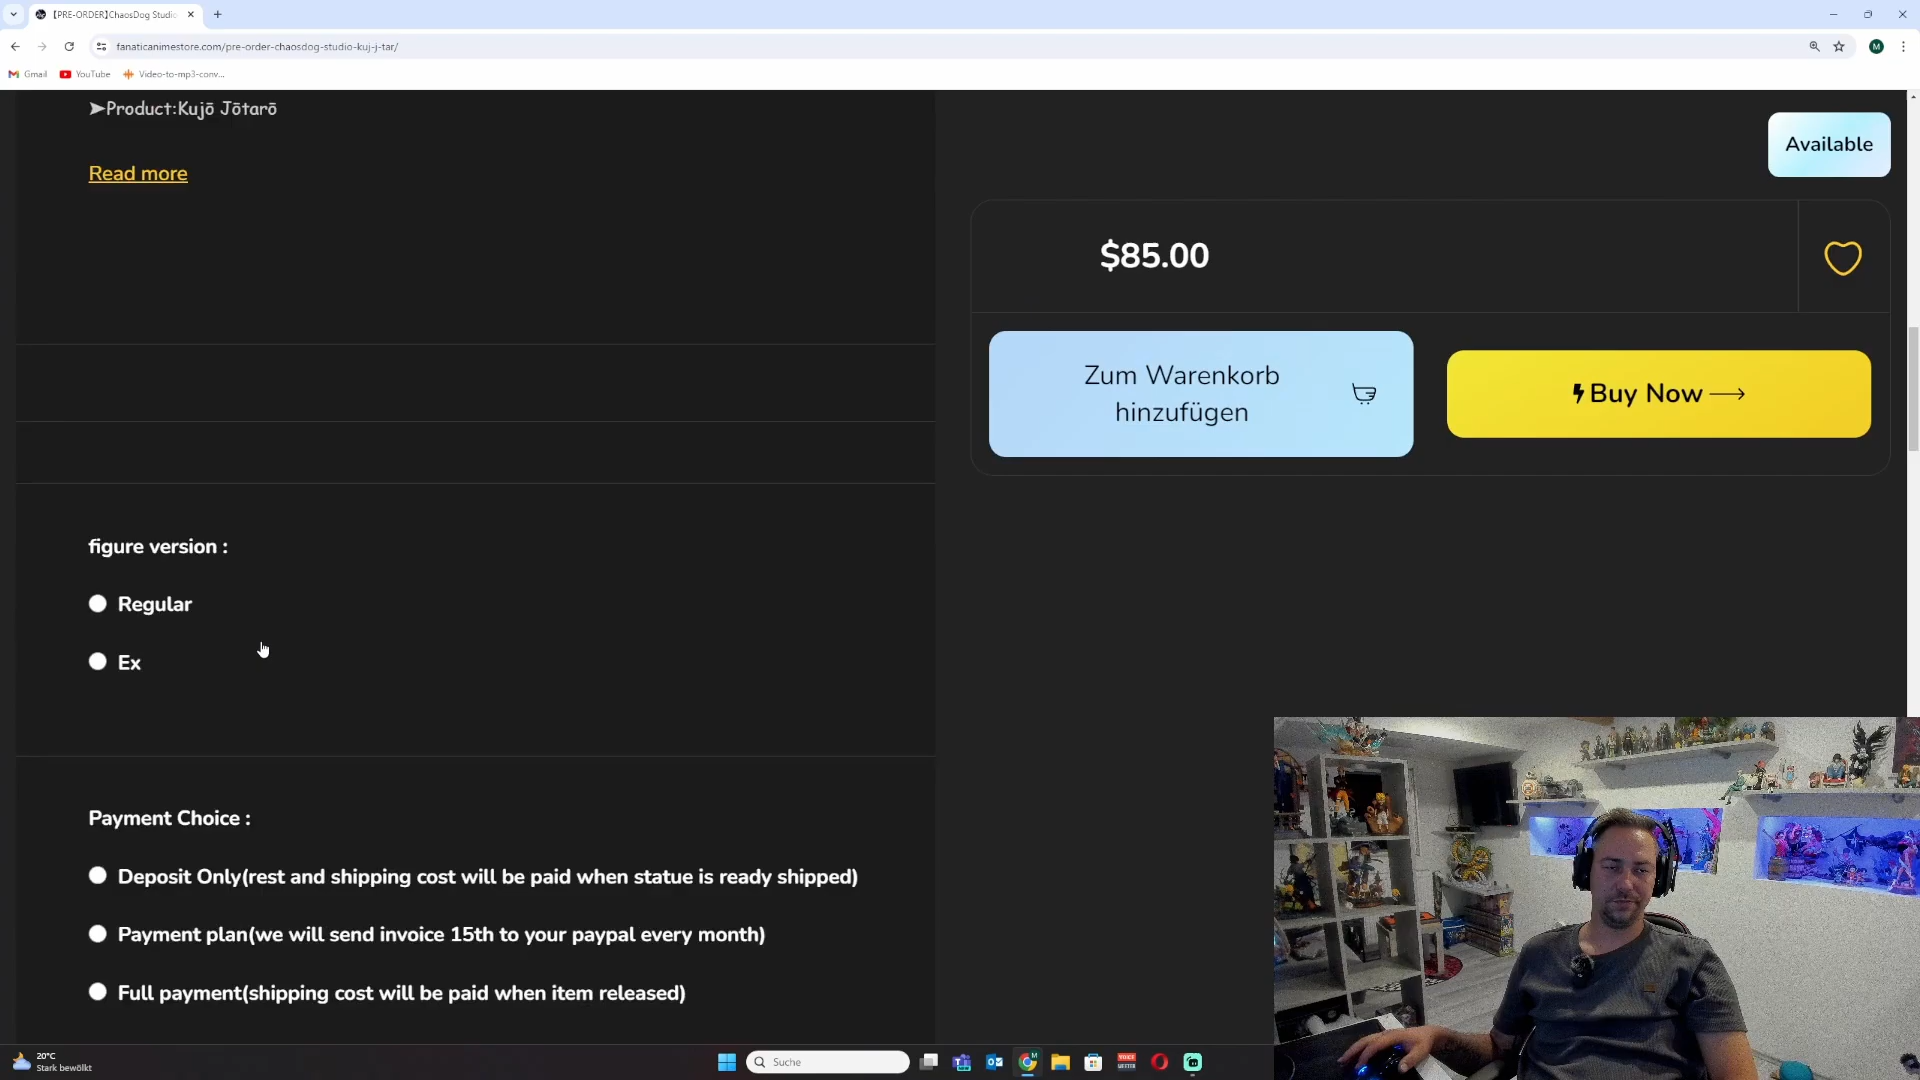 【PRE-ORDER】ChaosDog Studio
fanaticanimestore.com/pre-order-chaosdog-studio-kuj-j-tar/
M
Gmail
YouTube
Video-to-mp3-conv...
➤Product:Kujō Jōtarō
Read more
Available
$85.00
Zum Warenkorb
hinzufügen
Buy Now
figure version :
Regular
Ex
Payment Choice :
Deposit Only(rest and shipping cost will be paid when statue is ready shipped)
Payment plan(we will send invoice 15th to your paypal every month)
Full payment(shipping cost will be paid when item released)
20°C
Stark bewölkt
Suche